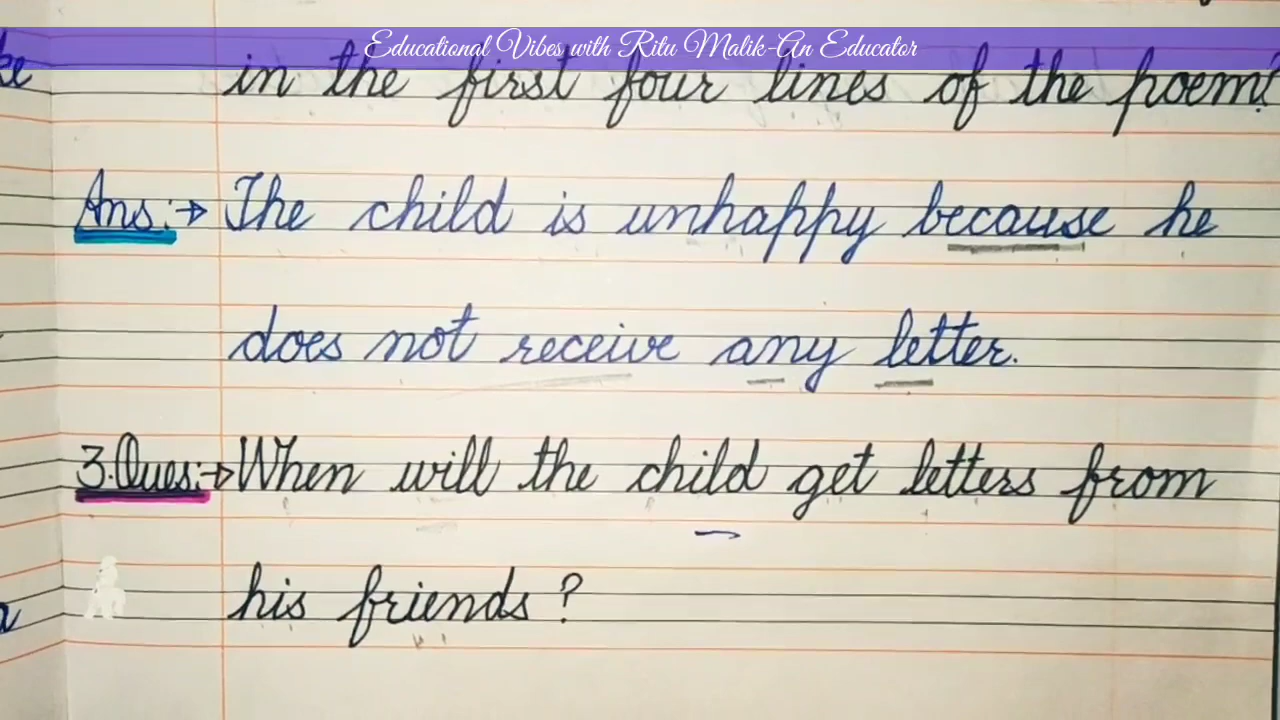 Educational Vibes with Ritu Malik-An Educator
in the first four lines of the poem?
Ans:→ The child is unhappy because he
does not receive any letter.
3.Ques:→ When will the child get letters from
his friends?